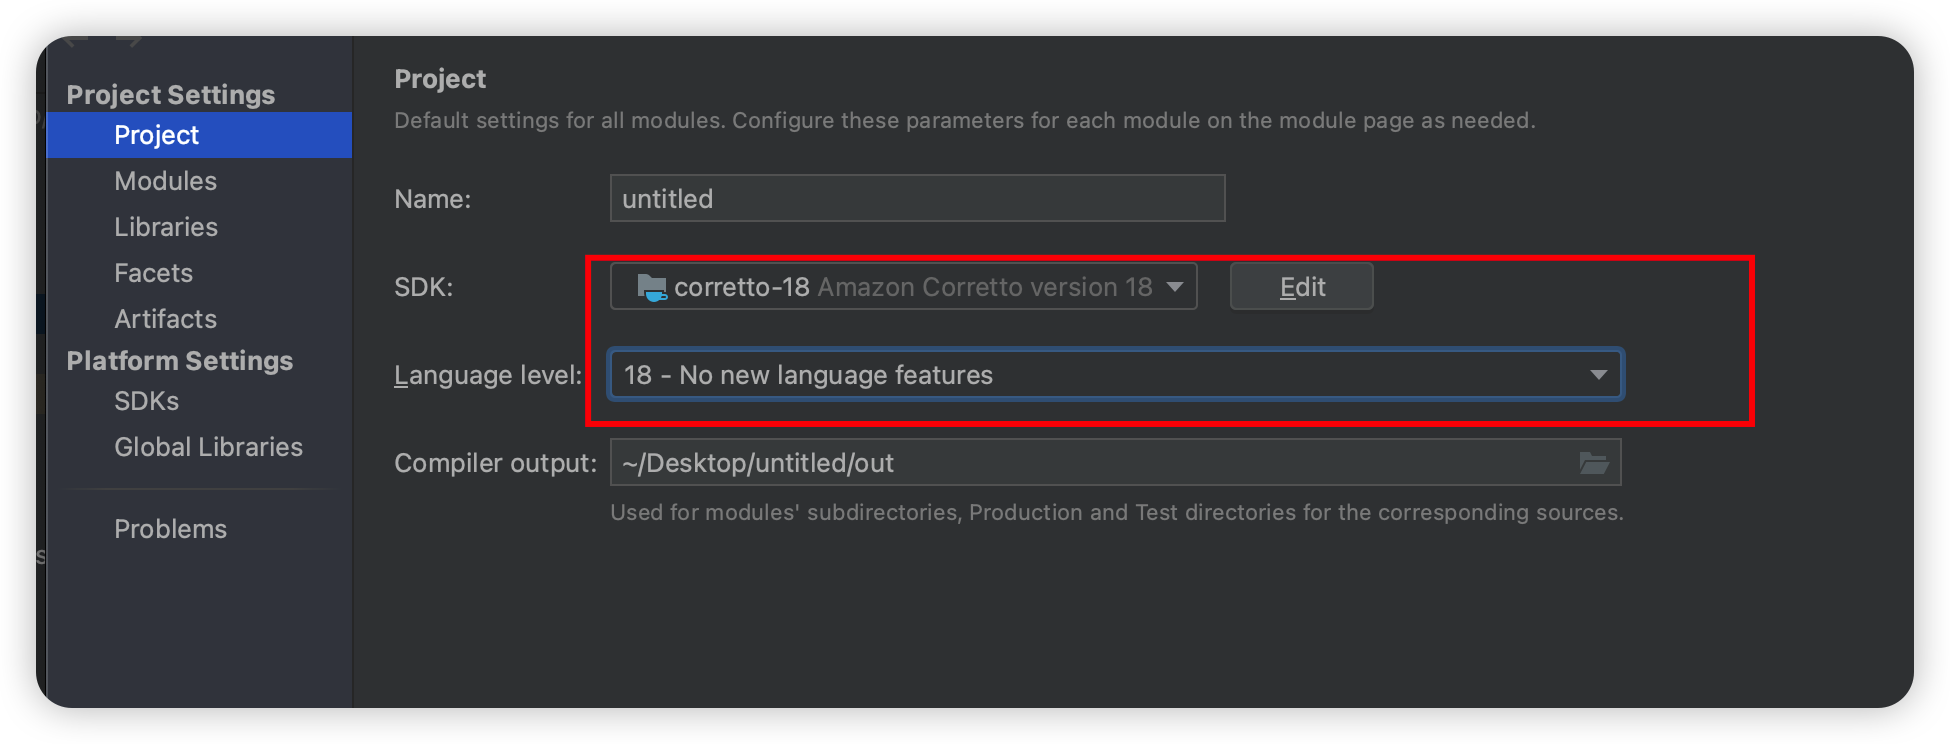 Project Settings
Project
Modules
Libraries
Facets
Artifacts
Platform Settings
SDKs
Global Libraries
Problems
Project
Default settings for all modules. Configure these parameters for each module on the module page as needed.
Name: untitled
SDK: corretto-18 Amazon Corretto version 18 Edit
Language level: 18 - No new language features
Compiler output: ~/Desktop/untitled/out
Used for modules' subdirectories, Production and Test directories for the corresponding sources.